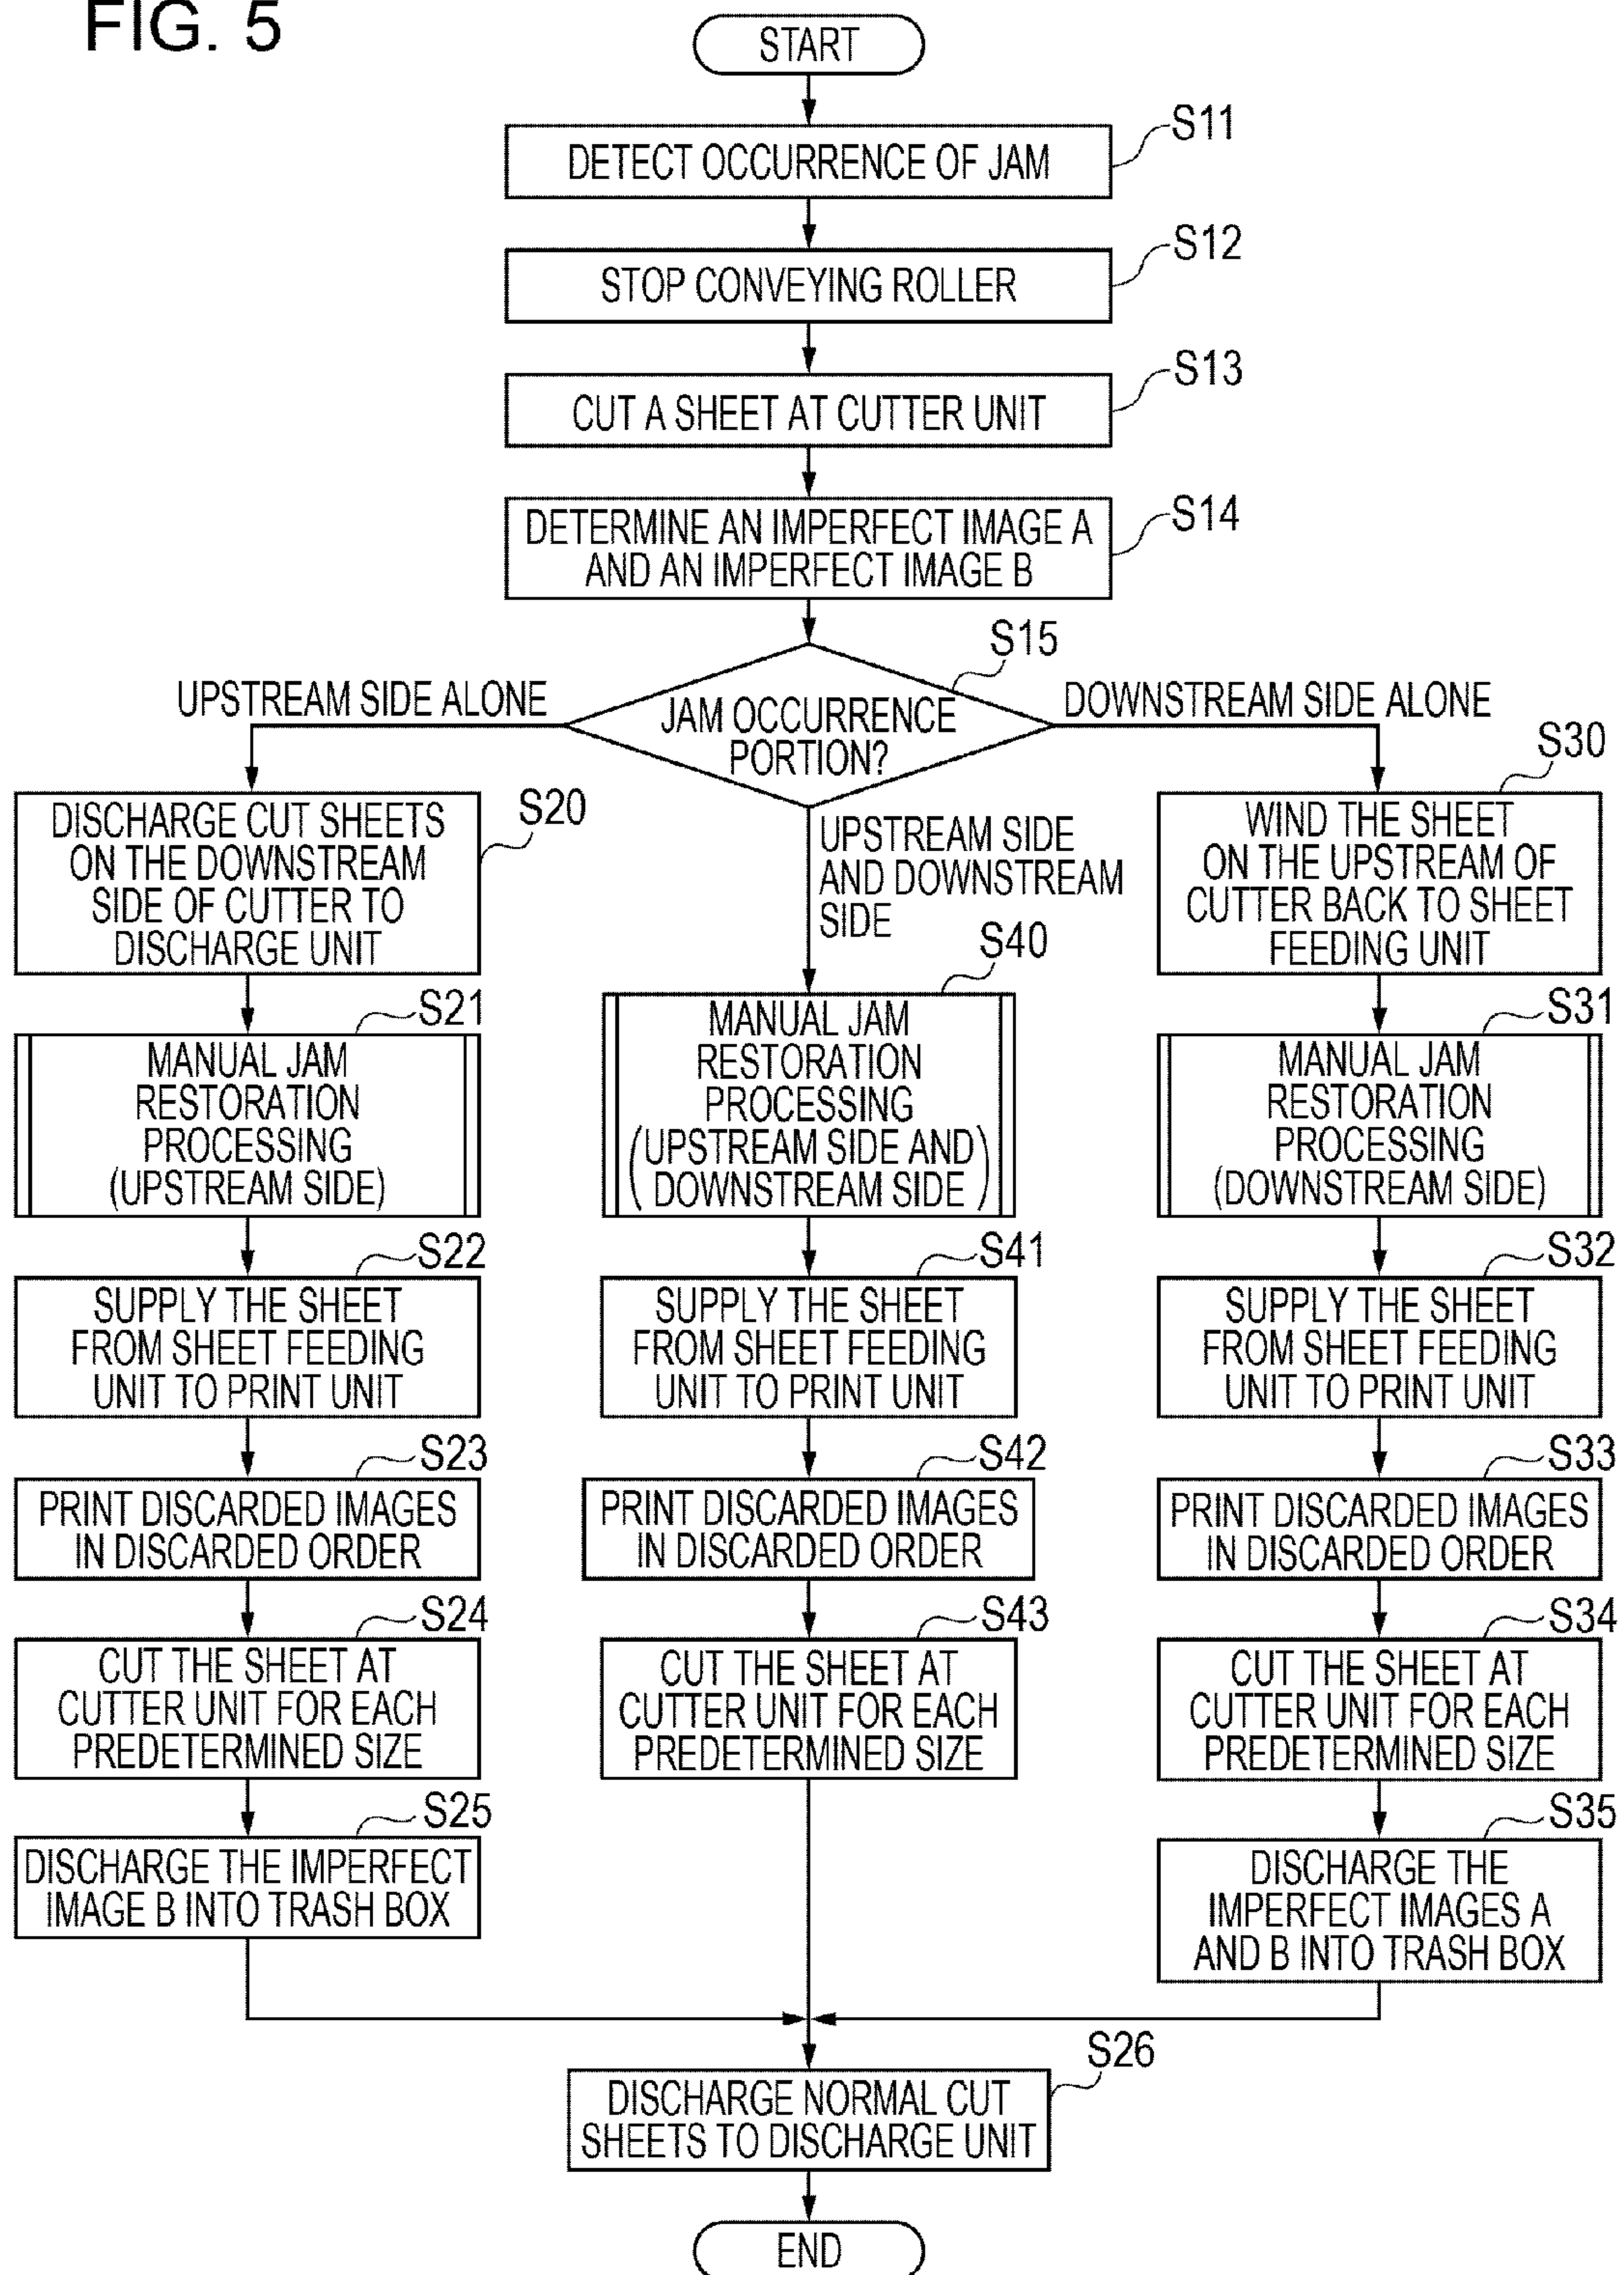 FIG. 5
START
DETECT OCCURRENCE OF JAM
S11
STOP CONVEYING ROLLER
S12
CUT A SHEET AT CUTTER UNIT
S13
DETERMINE AN IMPERFECT IMAGE A
AND AN IMPERFECT IMAGE B
S14
JAM OCCURRENCE
PORTION?
S15
UPSTREAM SIDE ALONE
DISCHARGE CUT SHEETS
ON THE DOWNSTREAM
SIDE OF CUTTER TO
DISCHARGE UNIT
S20
MANUAL JAM
RESTORATION
PROCESSING
(UPSTREAM SIDE)
S21
SUPPLY THE SHEET
FROM SHEET FEEDING
UNIT TO PRINT UNIT
S22
PRINT DISCARDED IMAGES
IN DISCARDED ORDER
S23
CUT THE SHEET AT
CUTTER UNIT FOR EACH
PREDETERMINED SIZE
S24
DISCHARGE THE IMPERFECT
IMAGE B INTO TRASH BOX
S25
UPSTREAM SIDE
AND DOWNSTREAM
SIDE
MANUAL JAM
RESTORATION
PROCESSING
(UPSTREAM SIDE AND
DOWNSTREAM SIDE)
S40
SUPPLY THE SHEET
FROM SHEET FEEDING
UNIT TO PRINT UNIT
S41
PRINT DISCARDED IMAGES
IN DISCARDED ORDER
S42
CUT THE SHEET AT
CUTTER UNIT FOR EACH
PREDETERMINED SIZE
S43
DOWNSTREAM SIDE ALONE
WIND THE SHEET
ON THE UPSTREAM OF
CUTTER BACK TO SHEET
FEEDING UNIT
S30
MANUAL JAM
RESTORATION
PROCESSING
(DOWNSTREAM SIDE)
S31
SUPPLY THE SHEET
FROM SHEET FEEDING
UNIT TO PRINT UNIT
S32
PRINT DISCARDED IMAGES
IN DISCARDED ORDER
S33
CUT THE SHEET AT
CUTTER UNIT FOR EACH
PREDETERMINED SIZE
S34
DISCHARGE THE
IMPERFECT IMAGES A
AND B INTO TRASH BOX
S35
DISCHARGE NORMAL CUT
SHEETS TO DISCHARGE UNIT
S26
END